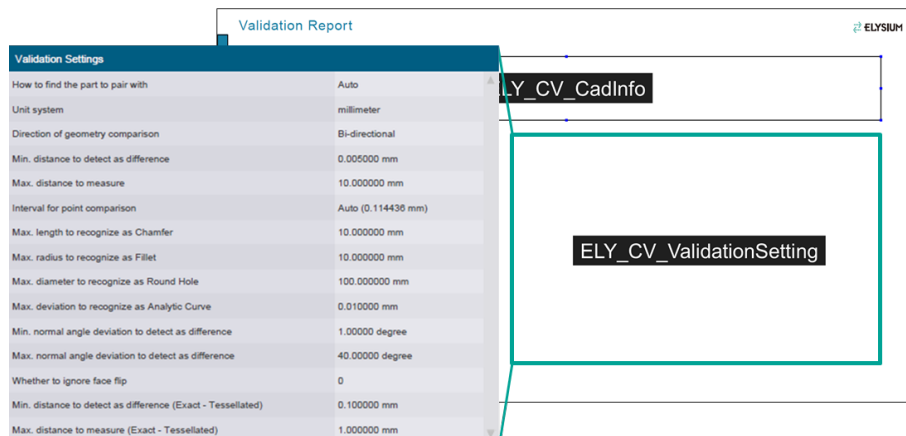 Validation Report
ELYSIUM
Validation Settings
How to find the part to pair with Auto
Unit system millimeter
Direction of geometry comparison Bi-directional
Min. distance to detect as difference 0.005000 mm
Max. distance to measure 10.000000 mm
Interval for point comparison Auto (0.114436 mm)
Max. length to recognize as Chamfer 10.000000 mm
Max. radius to recognize as Fillet 10.000000 mm
Max. diameter to recognize as Round Hole 100.000000 mm
Max. deviation to recognize as Analytic Curve 0.010000 mm
Min. normal angle deviation to detect as difference 1.00000 degree
Max. normal angle deviation to detect as difference 40.00000 degree
Whether to ignore face flip 0
Min. distance to detect as difference (Exact - Tessellated) 0.100000 mm
Max. distance to measure (Exact - Tessellated) 1.000000 mm
LY_CV_CadInfo
ELY_CV_ValidationSetting